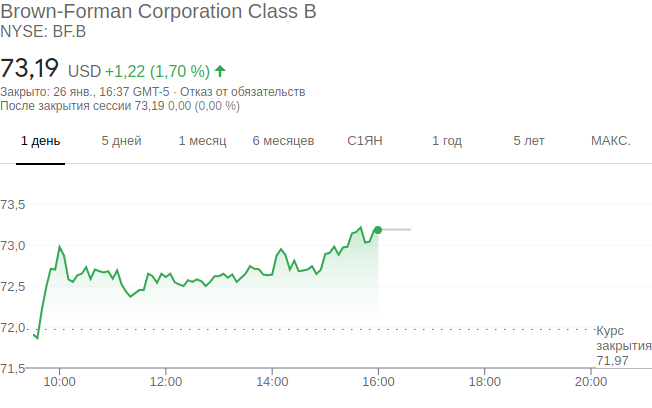 Brown-Forman Corporation Class B
NYSE: BF.B
73,19 USD +1,22 (1,70 %)
Закрыто: 26 янв., 16:37 GMT-5 · Отказ от обязательств
После закрытия сессии 73,19 0,00 (0,00 %)
1 день 5 дней 1 месяц 6 месяцев С1ЯН 1 год 5 лет МАКС.
73,5
73,0
72,5
72,0
Курс
закрытия
71,97
71,5
10:00 12:00 14:00 16:00 18:00 20:00